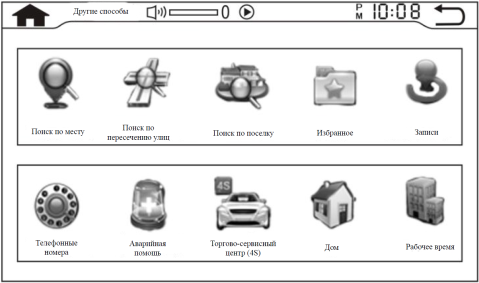 Другие способы
0
PM 10:08
Поиск по месту
Поиск по
пересечению улиц
Поиск по поселку
Избранное
Записи
4S
Телефонные
номера
Аварийная
помощь
Торгово-сервисный
центр (4S)
Дом
Рабочее время